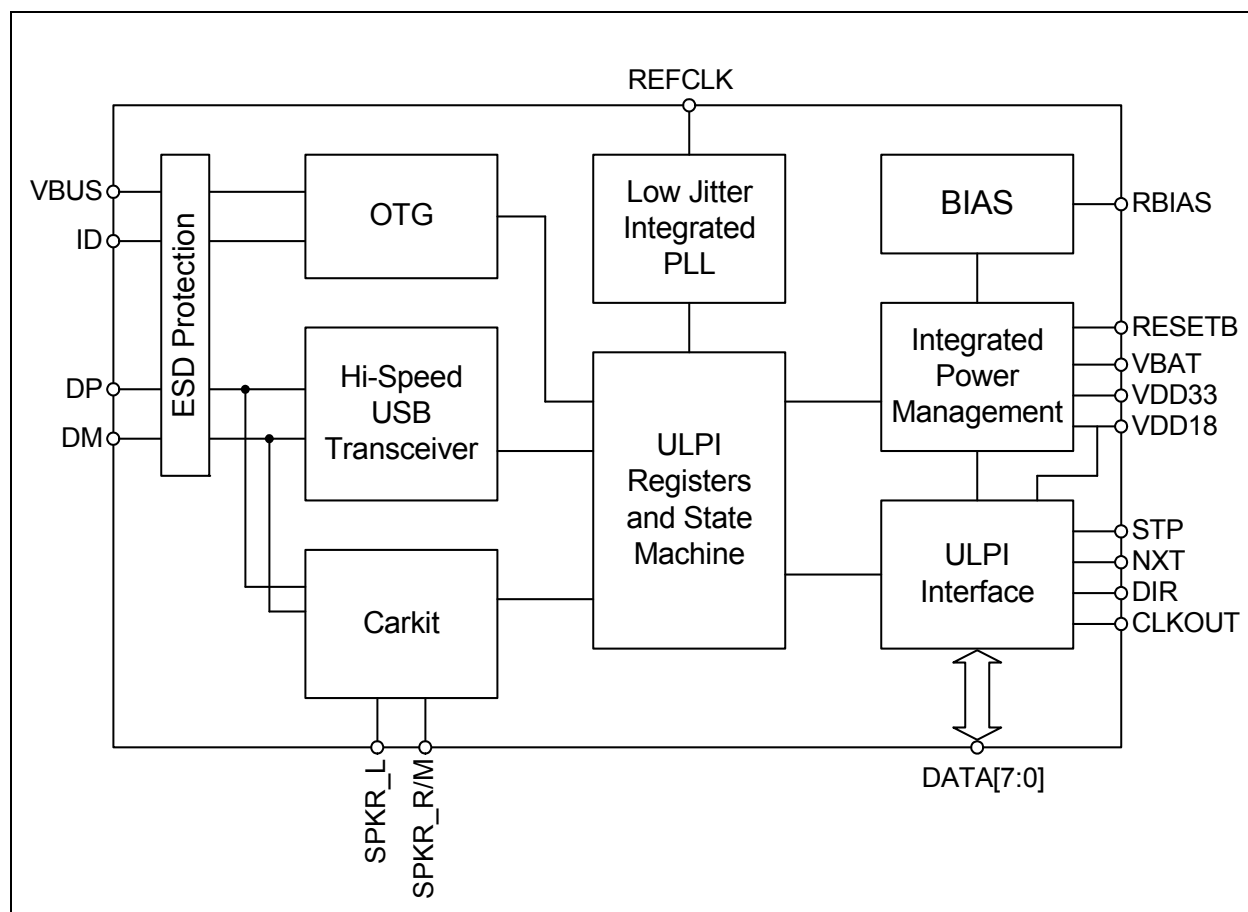 REFCLK
VBUS
ID
DP
DM
ESD Protection
OTG
Hi-Speed
USB
Transceiver
Carkit
SPKR_L
SPKR_R/M
Low Jitter
Integrated
PLL
ULPI
Registers
and State
Machine
BIAS
Integrated
Power
Management
ULPI
Interface
RBIAS
RESETB
VBAT
VDD33
VDD18
STP
NXT
DIR
CLKOUT
DATA[7:0]